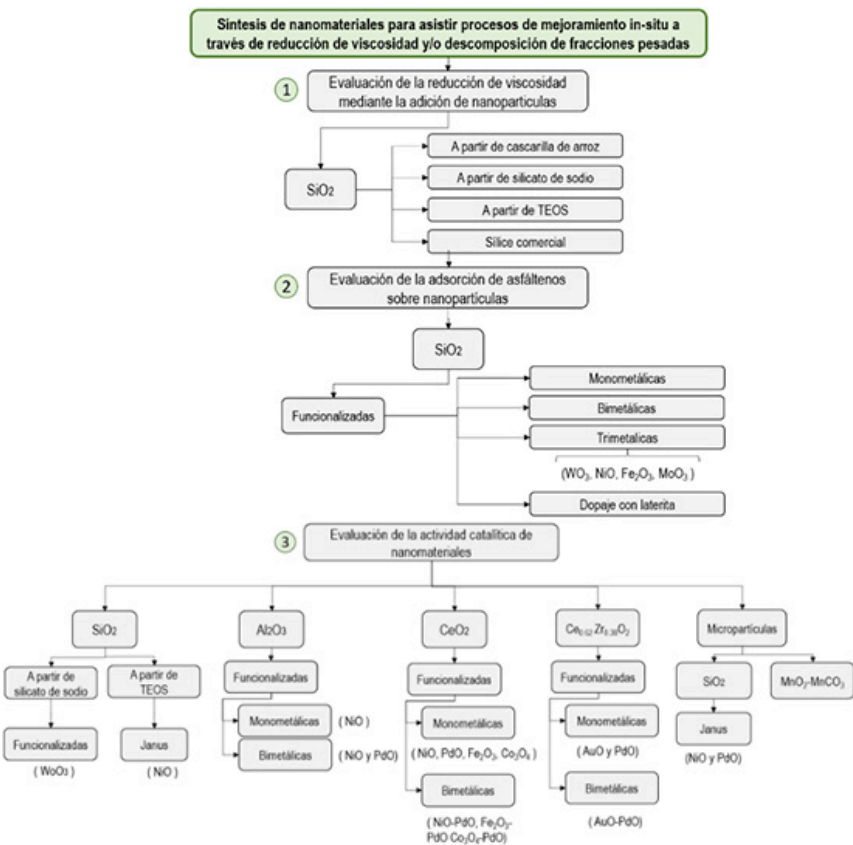 Síntesis de nanomateriales para asistir procesos de mejoramiento in-situ a
través de reducción de viscosidad y/o descomposición de fracciones pesadas
1
Evaluación de la reducción de viscosidad
mediante la adición de nanopartículas
SiO2
A partir de cascarilla de arroz
A partir de silicato de sodio
A partir de TEOS
Sílice comercial
2
Evaluación de la adsorción de asfáltenos
sobre nanopartículas
SiO2
Funcionalizadas
Monometálicas
Bimetálicas
Trimetalicas
(WO3, NiO, Fe2O3, MoO3 )
Dopaje con laterita
3
Evaluación de la actividad catalítica de
nanomateriales
SiO2
Al2O3
CeO2
Ce0.62 Zr0.38O2
Microparticulas
A partir de
silicato de sodio
A partir de
TEOS
Funcionalizadas
Funcionalizadas
Funcionalizadas
SiO2
MnO2-MnCO3
Funcionalizadas
( WoO3 )
Janus
( NiO )
Monometálicas
( NiO )
Bimetálicas
( NiO y PdO)
Monometálicas
( NiO, PdO, Fe2O3, Co3O4 )
Bimetálicas
( NiO-PdO, Fe2O3-
PdO Co3O4-PdO)
Monometálicas
( AuO y PdO)
Bimetálicas
( AuO-PdO)
Janus
(NiO y PdO)